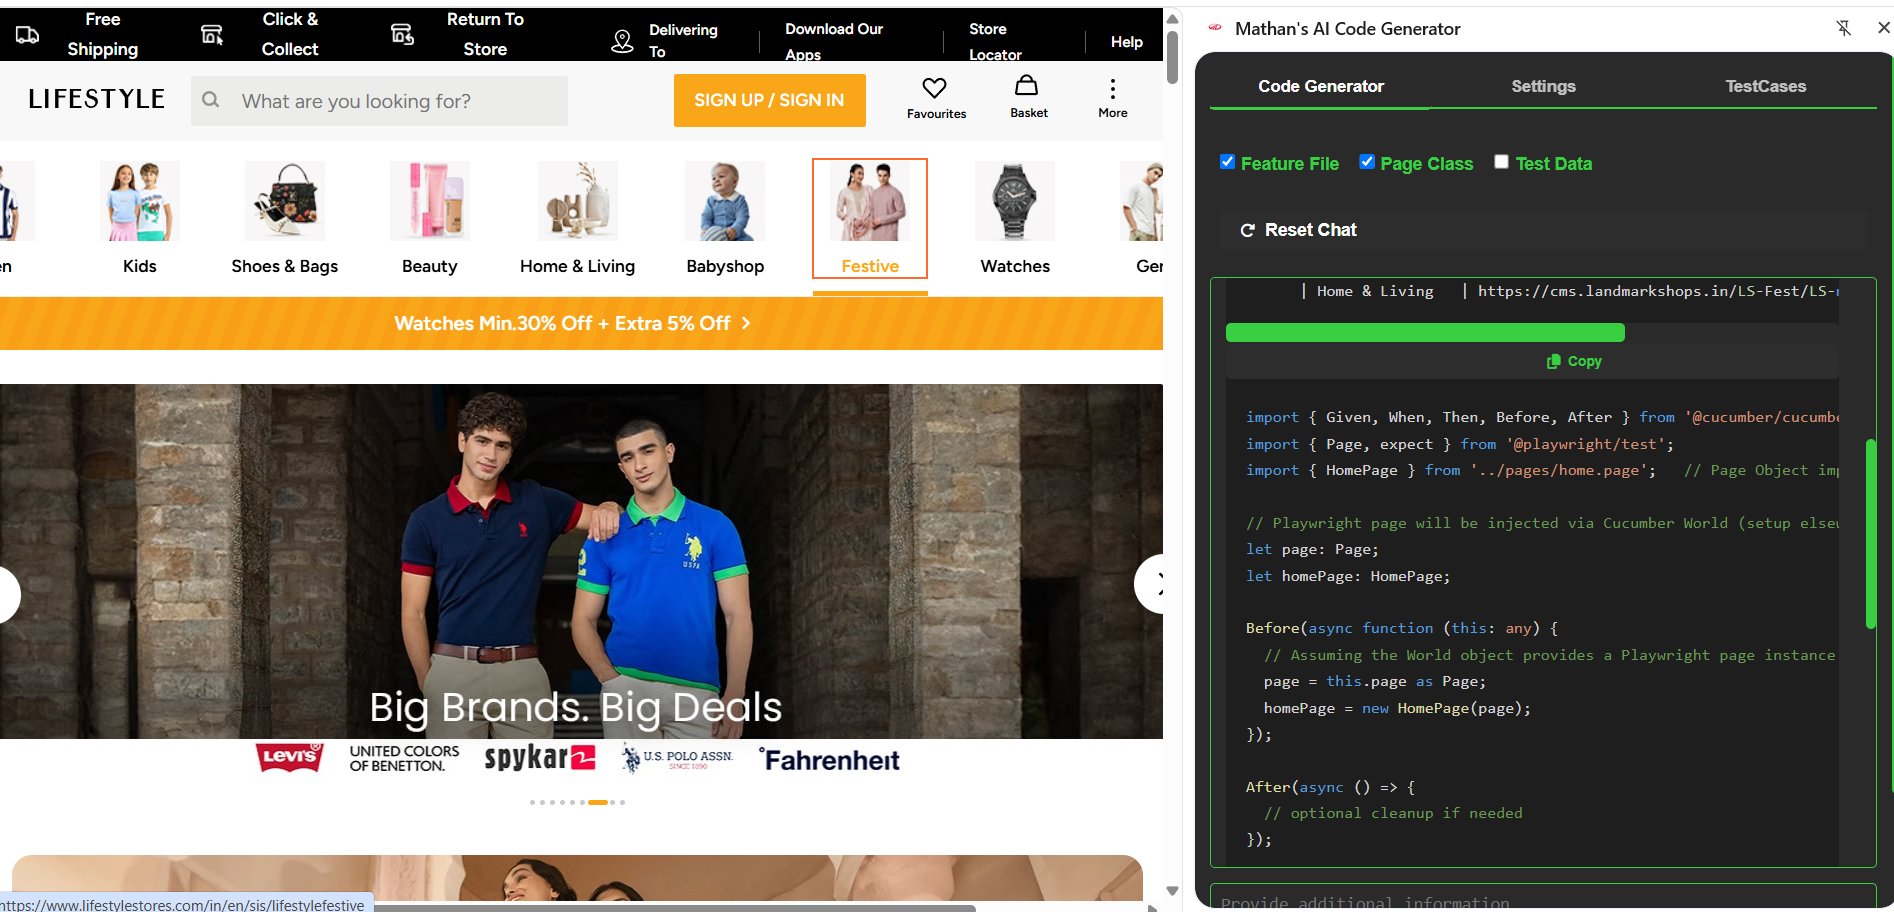 Free Shipping
Click & Collect
Return To Store
Delivering To
Download Our Apps
Store Locator
Help
LIFESTYLE
What are you looking for?
SIGN UP / SIGN IN
Favourites
Basket
More
en
Kids
Shoes & Bags
Beauty
Home & Living
Babyshop
Festive
Watches
Ger
Watches Min.30% Off + Extra 5% Off
Big Brands. Big Deals
LEVI'S
UNITED COLORS
OF BENETTON.
spykar
U.S. POLO ASSN.
SINCE 1890
Fahrenheit
https://www.lifestylestores.com/in/en/sis/lifestylefestive
Mathan's AI Code Generator
Code Generator
Settings
TestCases
Feature File
Page Class
Test Data
Reset Chat
| Home & Living   | https://cms.landmarkshops.in/LS-Fest/LS-
Copy
import { Given, When, Then, Before, After } from '@cucumber/cucumbe
import { Page, expect } from '@playwright/test';
import { HomePage } from '../pages/home.page';   // Page Object imp
// Playwright page will be injected via Cucumber World (setup elsew
let page: Page;
let homePage: HomePage;
Before(async function (this: any) {
// Assuming the World object provides a Playwright page instance
page = this.page as Page;
homePage = new HomePage(page);
});
After(async () => {
// optional cleanup if needed
});
Provide additional information